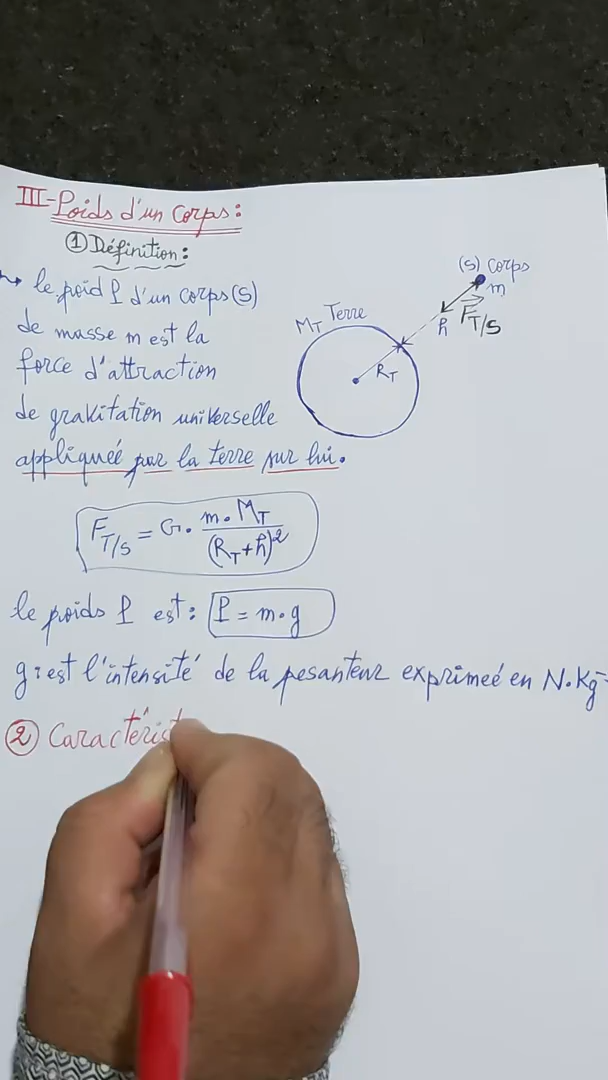 III-Poids d'un corps:
① Définition:
le poid P d'un corps (S)
de masse m est la
force d'attraction
de gravitation universelle
appliqueé par la terre sur lui.
(S) corps
m
F_T/S
h
M_T Terre
R_T
F_T/S = G. m. M_T / (R_T+h)²
le poids P est: P = m.g
g: est l'intensité de la pesanteur exprimeé en N.Kg⁻
② Caractérist